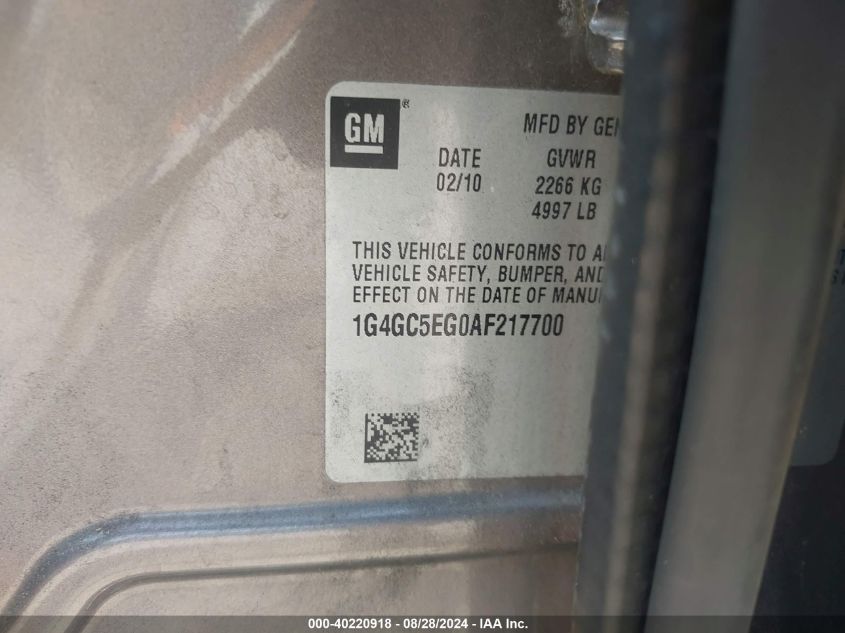 GM ®
MFD BY GEN
DATE GVWR
02/10 2266 KG
4997 LB
THIS VEHICLE CONFORMS TO A
VEHICLE SAFETY, BUMPER, AND
EFFECT ON THE DATE OF MANU
1G4GC5EG0AF217700
000-40220918 - 08/28/2024 - IAA Inc.